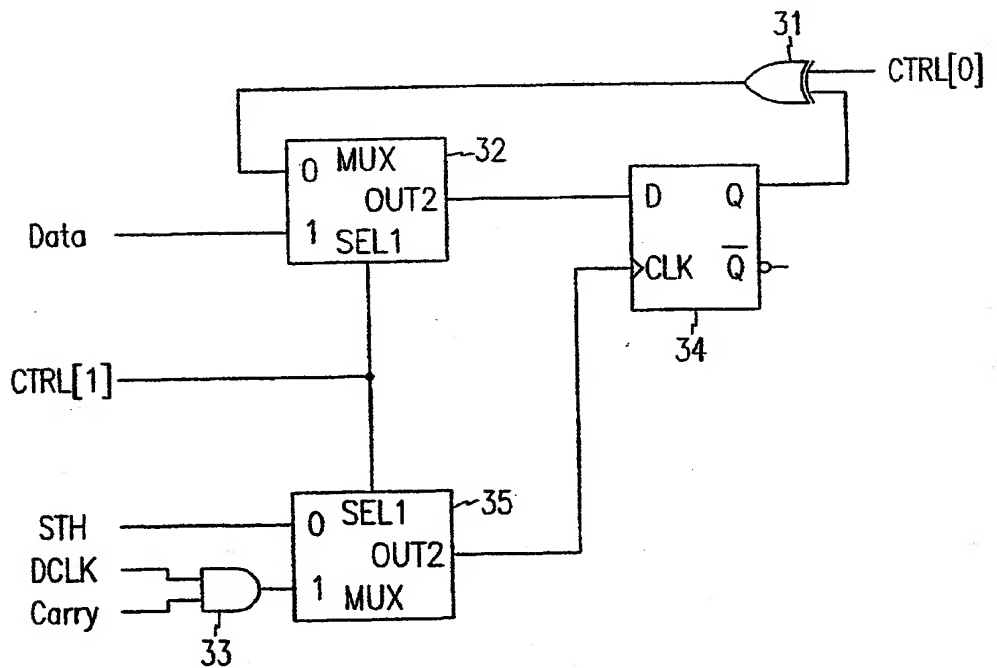 31
CTRL[0]
0 MUX
32
OUT2
D Q
Data
1 SEL1
CLK Q̅
34
CTRL[1]
STH
0 SEL1
35
DCLK
OUT2
1 MUX
Carry
33